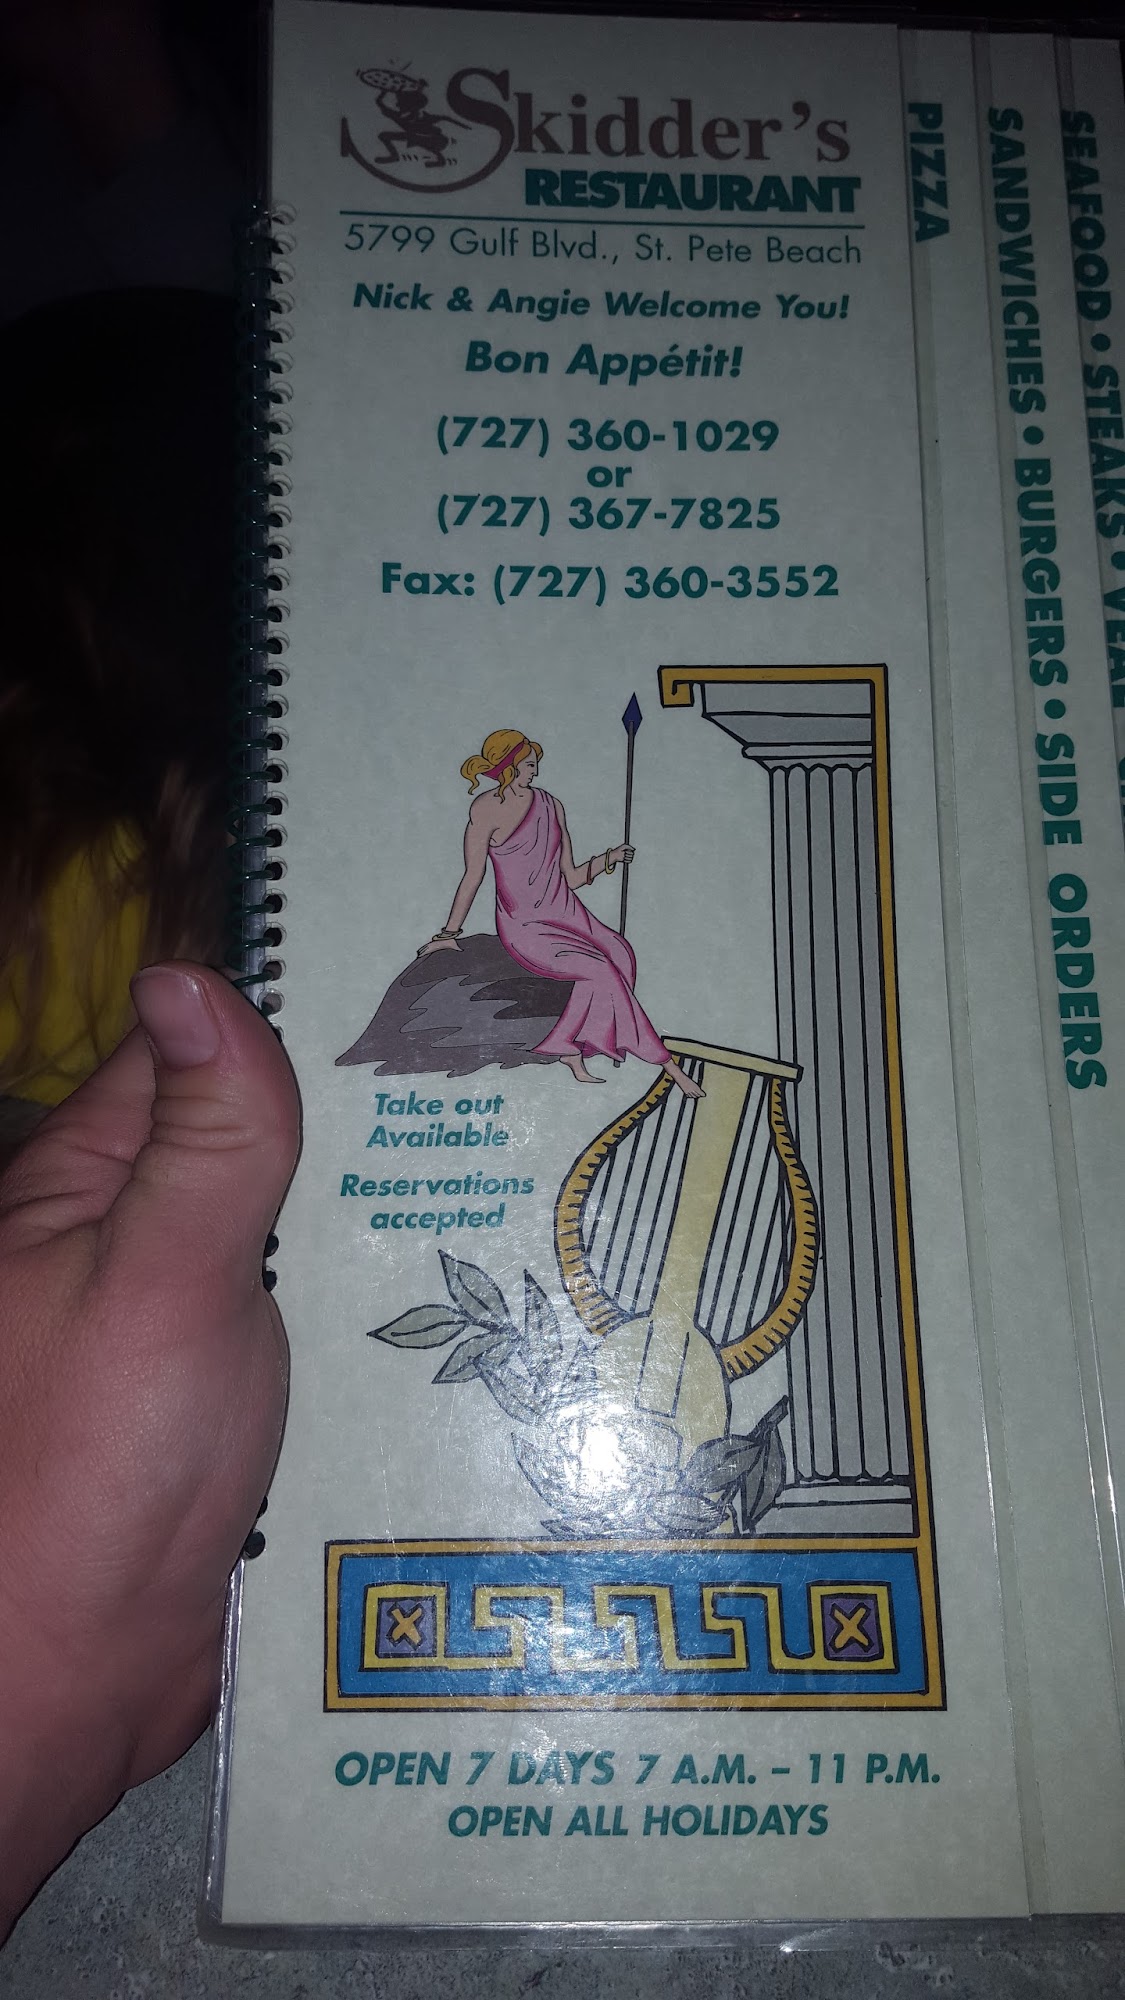 Skidder's
RESTAURANT
5799 Gulf Blvd., St. Pete Beach
Nick & Angie Welcome You!
Bon Appétit!
(727) 360-1029
or
(727) 367-7825
Fax: (727) 360-3552
Take out
Available
Reservations
accepted
OPEN 7 DAYS 7 A.M. – 11 P.M.
OPEN ALL HOLIDAYS
PIZZA
SANDWICHES • BURGERS • SIDE ORDERS
SEAFOOD • STEAKS • VEAL